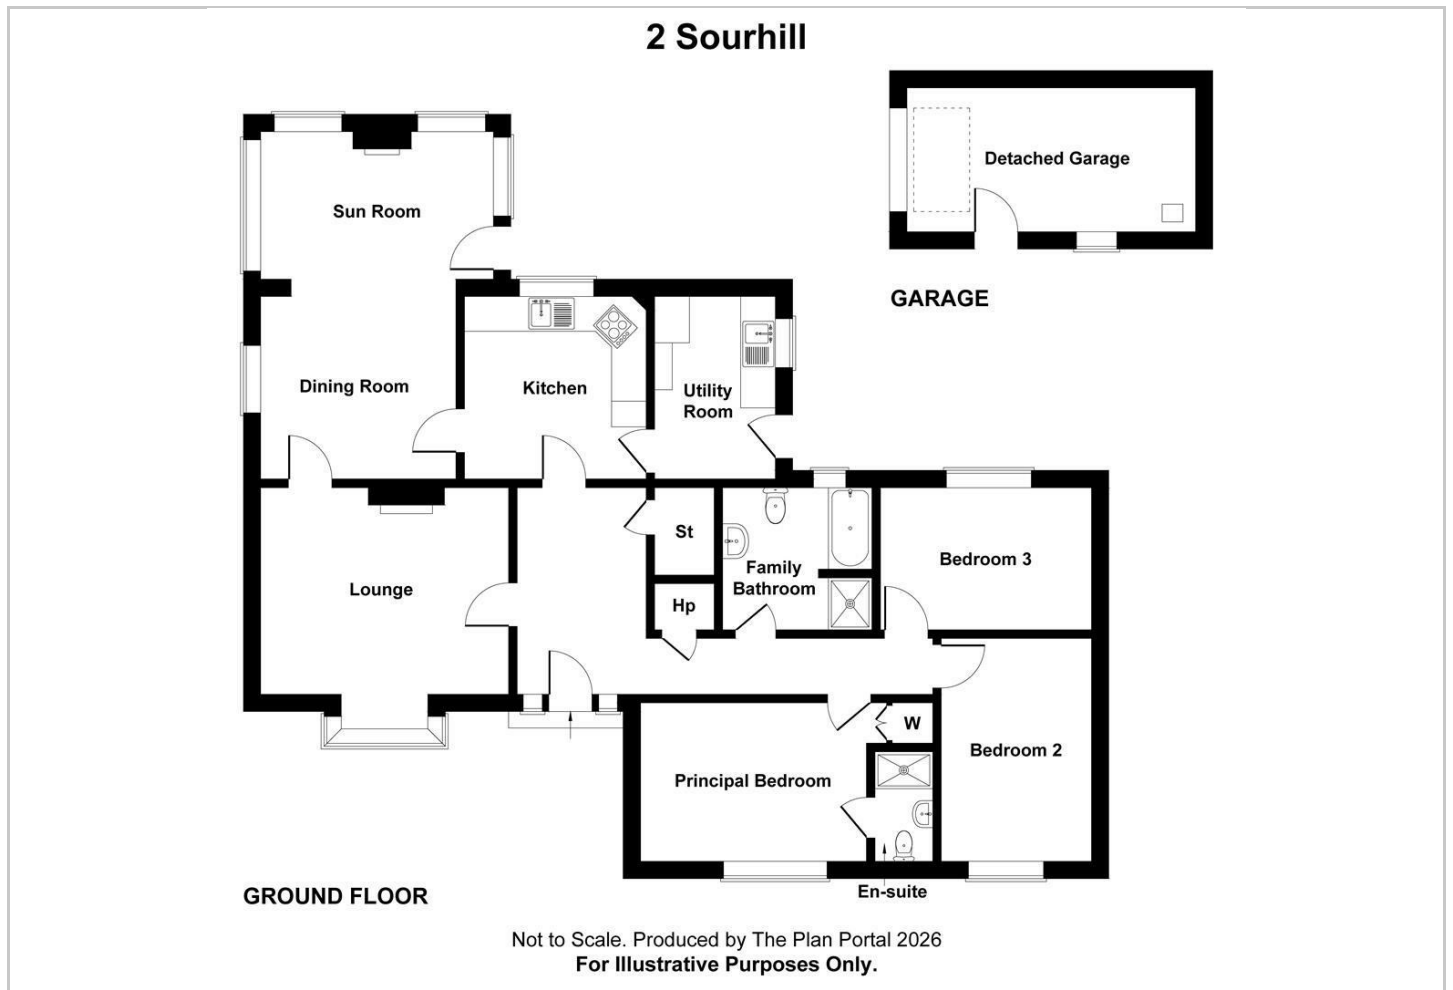 2 Sourhill
Detached Garage
GARAGE
Sun Room
Dining Room
Kitchen
Utility
Room
Lounge
St
Hp
Family
Bathroom
Bedroom 3
W
Principal Bedroom
Bedroom 2
En-suite
GROUND FLOOR
Not to Scale. Produced by The Plan Portal 2026
For Illustrative Purposes Only.